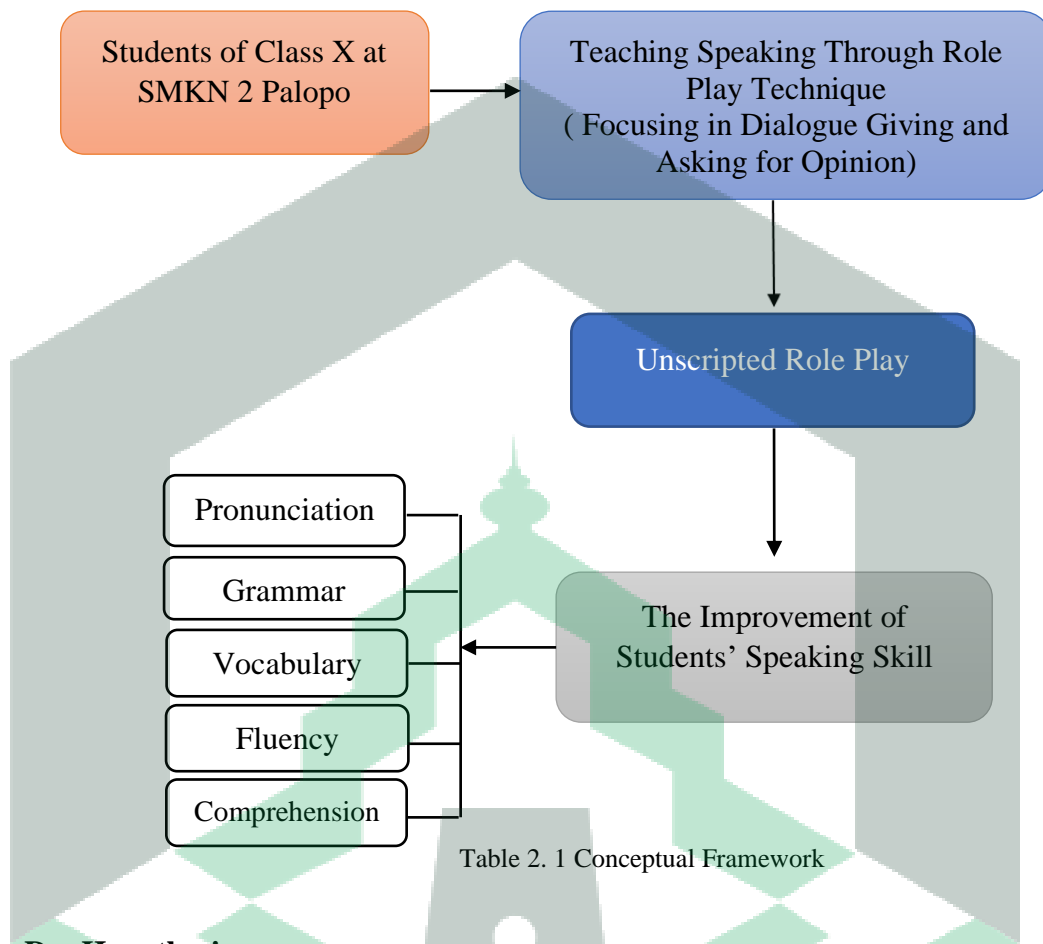 Students of Class X at
SMKN 2 Palopo
Teaching Speaking Through Role
Play Technique
( Focusing in Dialogue Giving and
Asking for Opinion)
Unscripted Role Play
The Improvement of
Students’ Speaking Skill
Pronunciation
Grammar
Vocabulary
Fluency
Comprehension
Table 2. 1 Conceptual Framework